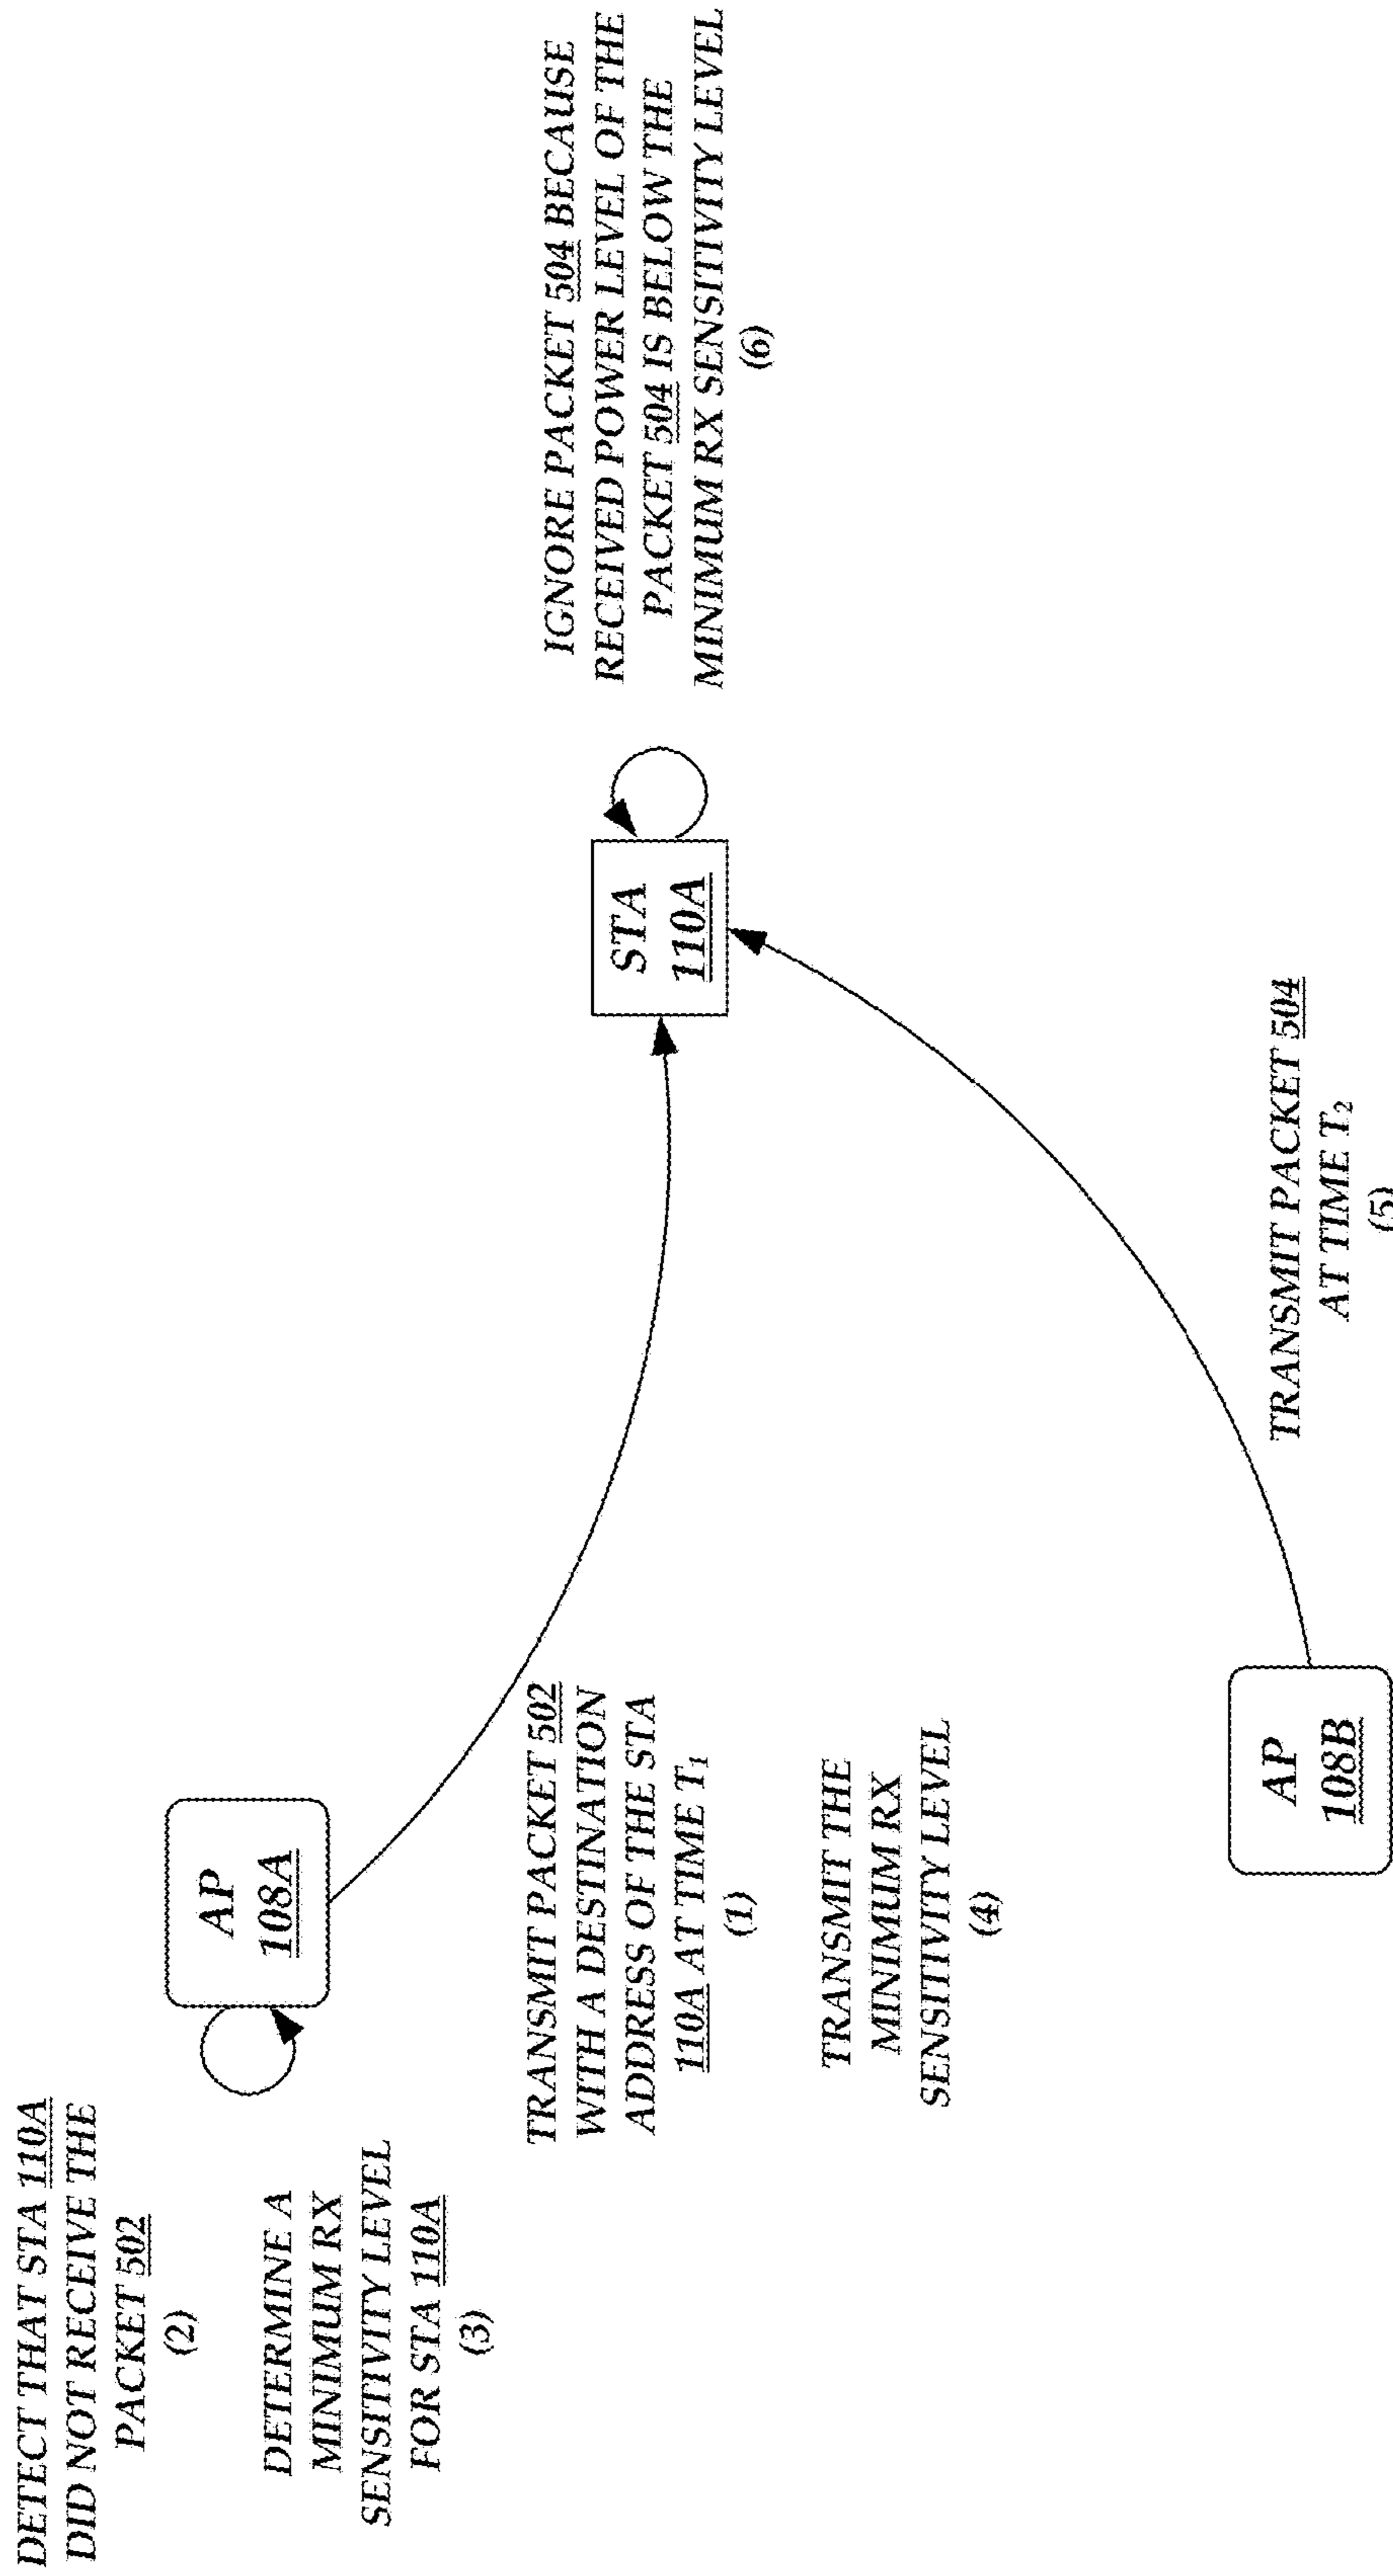 DETECT THAT STA 110A
DID NOT RECEIVE THE
PACKET 502
(2)
DETERMINE A
MINIMUM RX
SENSITIVITY LEVEL
FOR STA 110A
(3)
AP
108A
TRANSMIT PACKET 502
WITH A DESTINATION
ADDRESS OF THE STA
110A AT TIME T₁
(1)
TRANSMIT THE
MINIMUM RX
SENSITIVITY LEVEL
(4)
AP
108B
TRANSMIT PACKET 504
AT TIME T₂
(5)
STA
110A
IGNORE PACKET 504 BECAUSE
RECEIVED POWER LEVEL OF THE
PACKET 504 IS BELOW THE
MINIMUM RX SENSITIVITY LEVEL
(6)